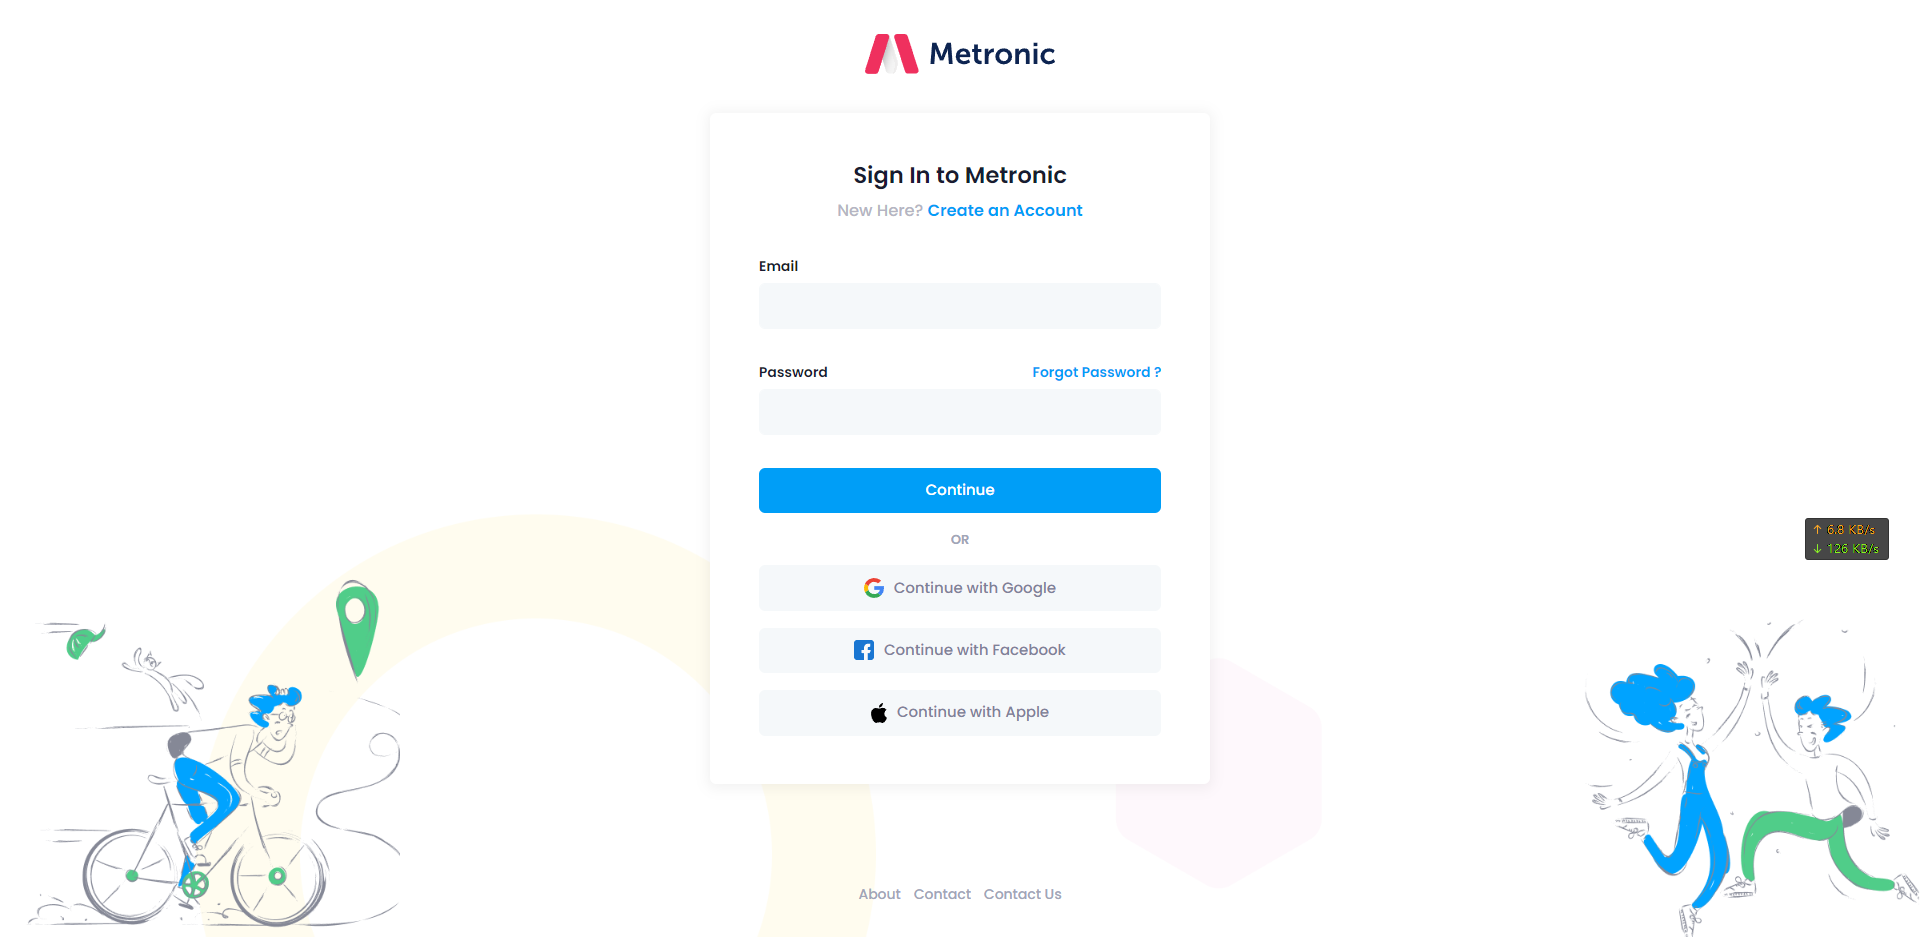 Metronic
Sign In to Metronic
New Here? Create an Account
Email
Password Forgot Password ?
Continue
OR
Continue with Google
Continue with Facebook
Continue with Apple
↑ 6.8 KB/s
↓ 126 KB/s
About Contact Contact Us